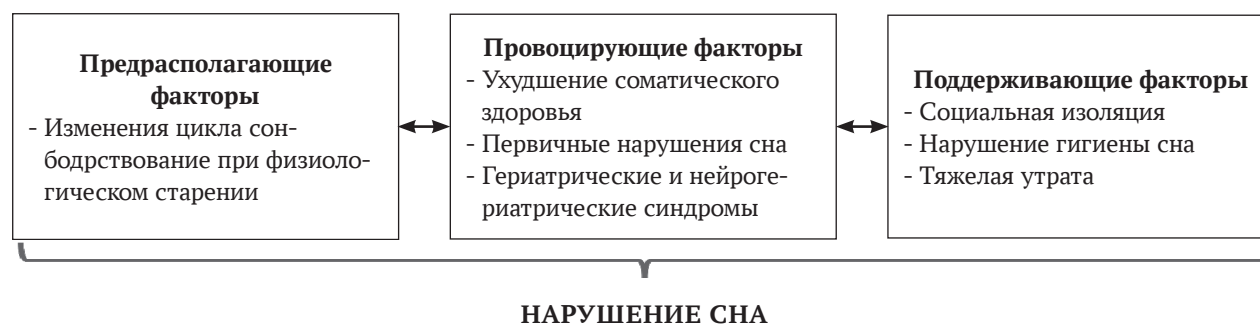 Предрасполагающие
факторы
- Изменения цикла сон-
бодрствование при физиоло-
гическом старении
Провоцирующие факторы
- Ухудшение соматического
здоровья
- Первичные нарушения сна
- Гериатрические и нейроге-
риатрические синдромы
Поддерживающие факторы
- Социальная изоляция
- Нарушение гигиены сна
- Тяжелая утрата
НАРУШЕНИЕ СНА